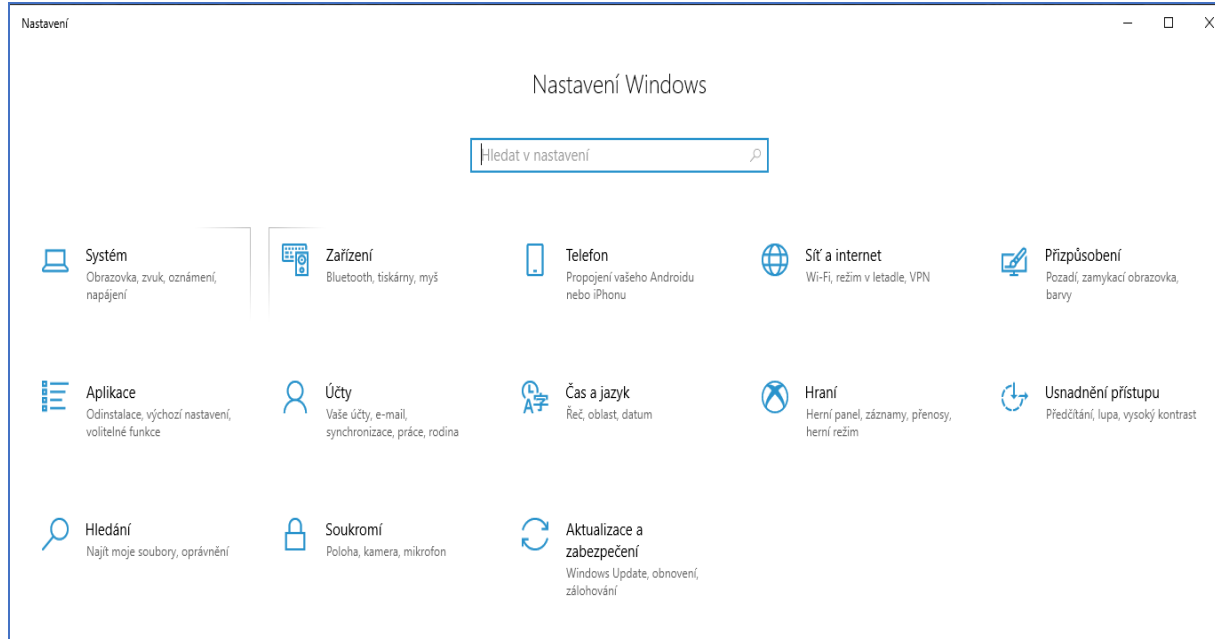 Nastavení
Nastavení Windows
Hledat v nastavení
Systém
Obrazovka, zvuk, oznámení,
napájení
Zařízení
Bluetooth, tiskárny, myš
Telefon
Propojení vašeho Androidu
nebo iPhonu
Síť a internet
Wi-Fi, režim v letadle, VPN
Přizpůsobení
Pozadí, zamykací obrazovka,
barvy
Aplikace
Odinstalace, výchozí nastavení,
volitelné funkce
Účty
Vaše účty, e-mail,
synchronizace, práce, rodina
Čas a jazyk
Řeč, oblast, datum
Hraní
Herní panel, záznamy, přenosy,
herní režim
Usnadnění přístupu
Předčítání, lupa, vysoký kontrast
Hledání
Najít moje soubory, oprávnění
Soukromí
Poloha, kamera, mikrofon
Aktualizace a
zabezpečení
Windows Update, obnovení,
zálohování